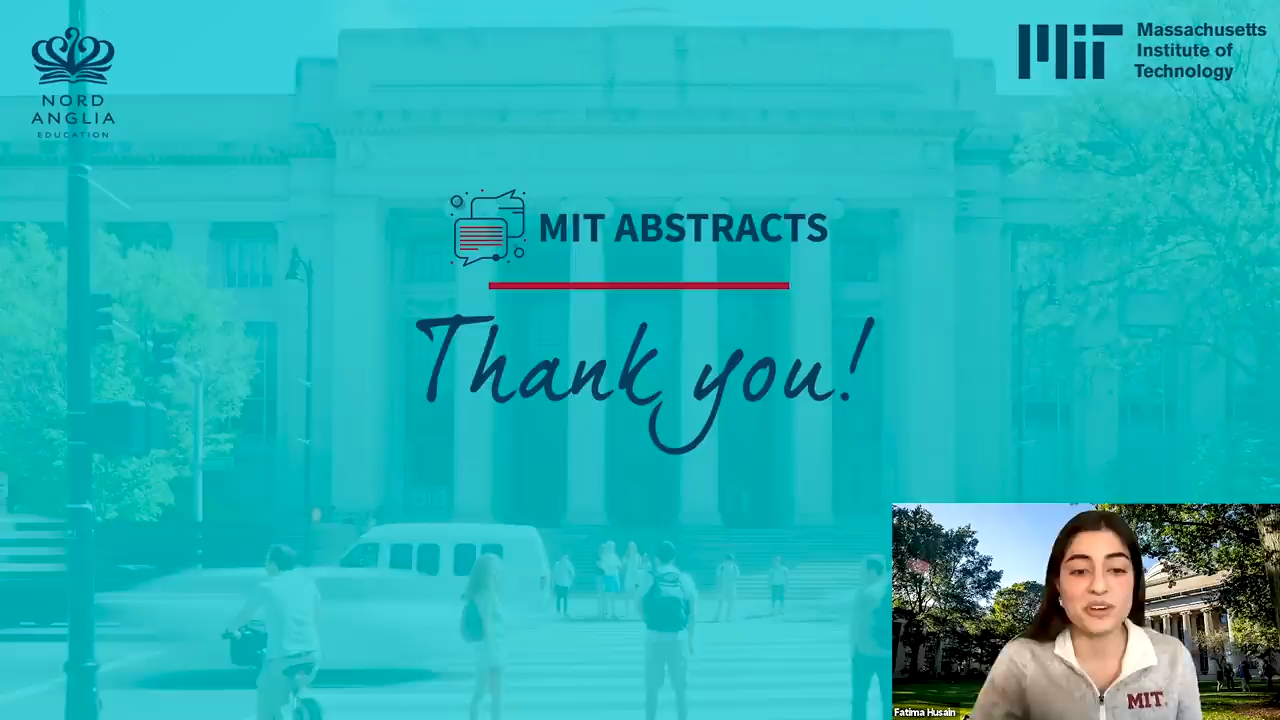 NORD
ANGLIA
EDUCATION
Massachusetts
Institute of
Technology
MIT ABSTRACTS
Thank you!
MIT
Fatima Husain